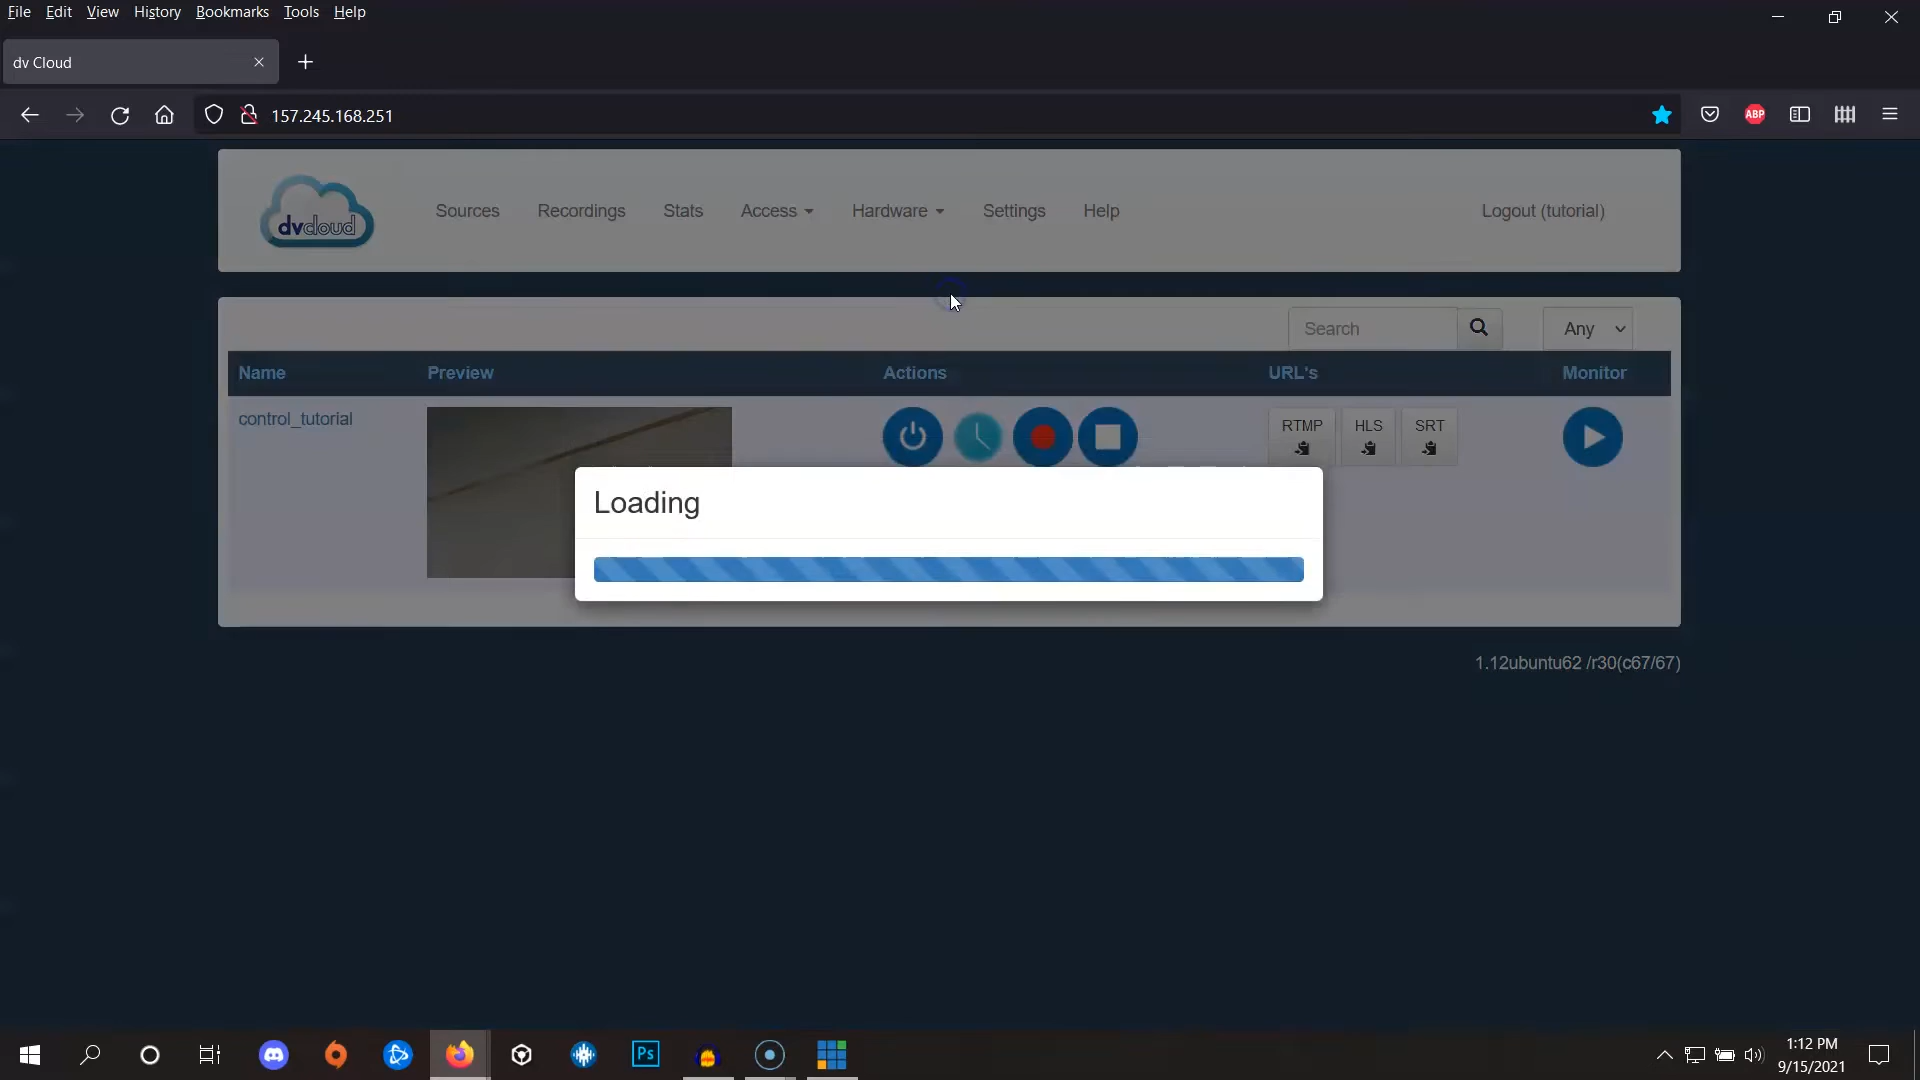 File Edit View History Bookmarks Tools Help
dv Cloud
157.245.168.251
ABP
dvcloud
Sources Recordings Stats Access Hardware Settings Help Logout (tutorial)
Search Any
Name Preview Actions URL's Monitor
control_tutorial RTMP HLS SRT
Loading
1.12ubuntu62 /r30(c67/67)
Ps
1:12 PM
9/15/2021